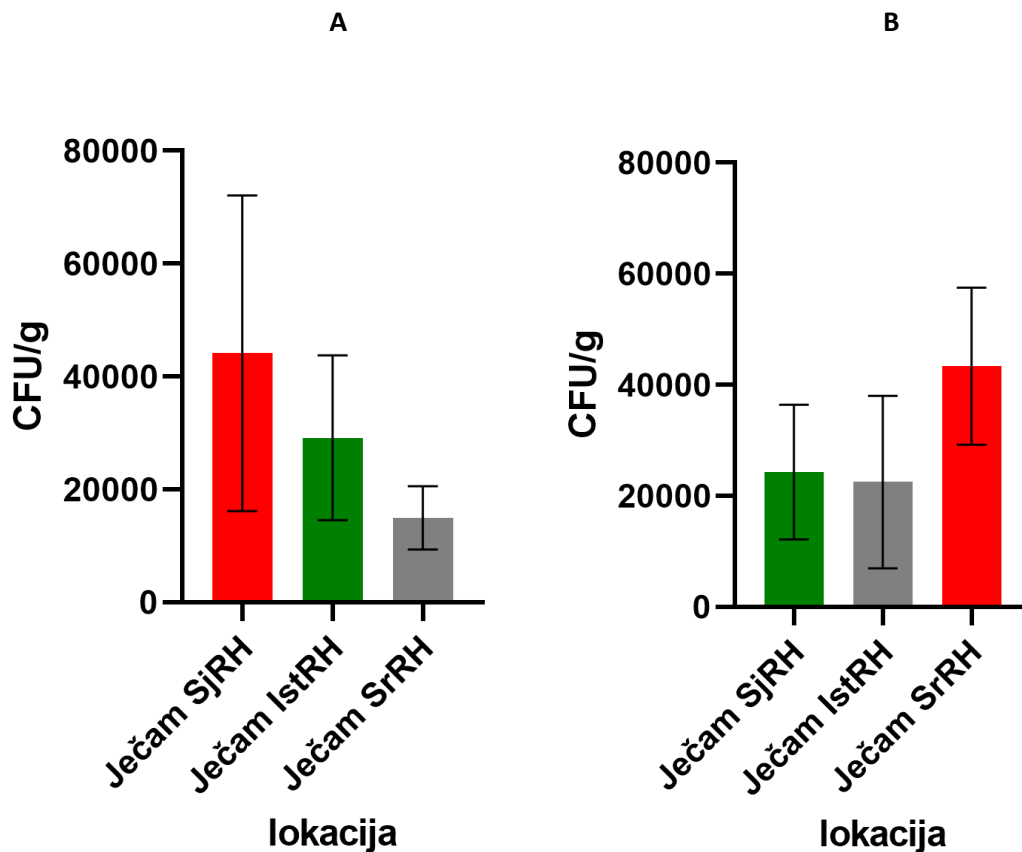 A
80000
60000
40000
20000
0
CFU/g
Ječam SjRH
Ječam IstRH
Ječam SrRH
lokacija
B
80000
60000
40000
20000
0
CFU/g
Ječam SjRH
Ječam IstRH
Ječam SrRH
lokacija